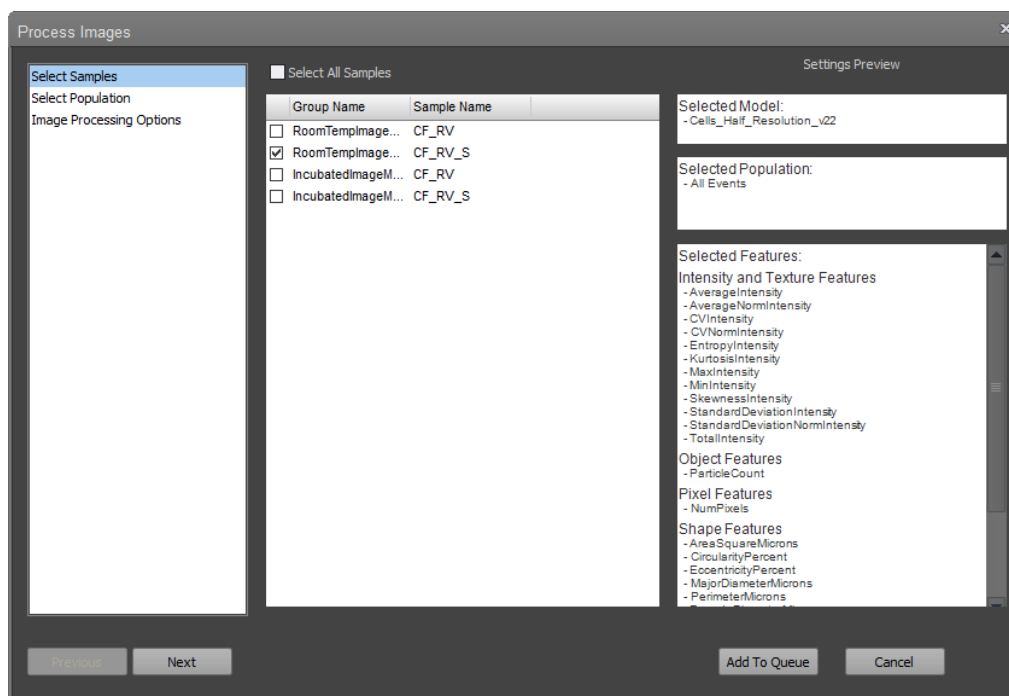 Process Images
Select Samples
Select Population
Image Processing Options
Select All Samples
Group Name Sample Name
RoomTempImage... CF_RV
RoomTempImage... CF_RV_S
IncubatedImageM... CF_RV
IncubatedImageM... CF_RV_S
Settings Preview
Selected Model:
- Cells_Half_Resolution_v22
Selected Population:
- All Events
Selected Features:
Intensity and Texture Features
- AverageIntensity
- AverageNormIntensity
- CVIntensity
- CVNormIntensity
- EntropyIntensity
- KurtosisIntensity
- MaxIntensity
- MinIntensity
- SkewnessIntensity
- StandardDeviationIntensity
- StandardDeviationNormIntensity
- TotalIntensity
Object Features
- ParticleCount
Pixel Features
- NumPixels
Shape Features
- AreaSquareMicrons
- CircularityPercent
- EccentricityPercent
- MajorDiameterMicrons
- PerimeterMicrons
Previous Next Add To Queue Cancel